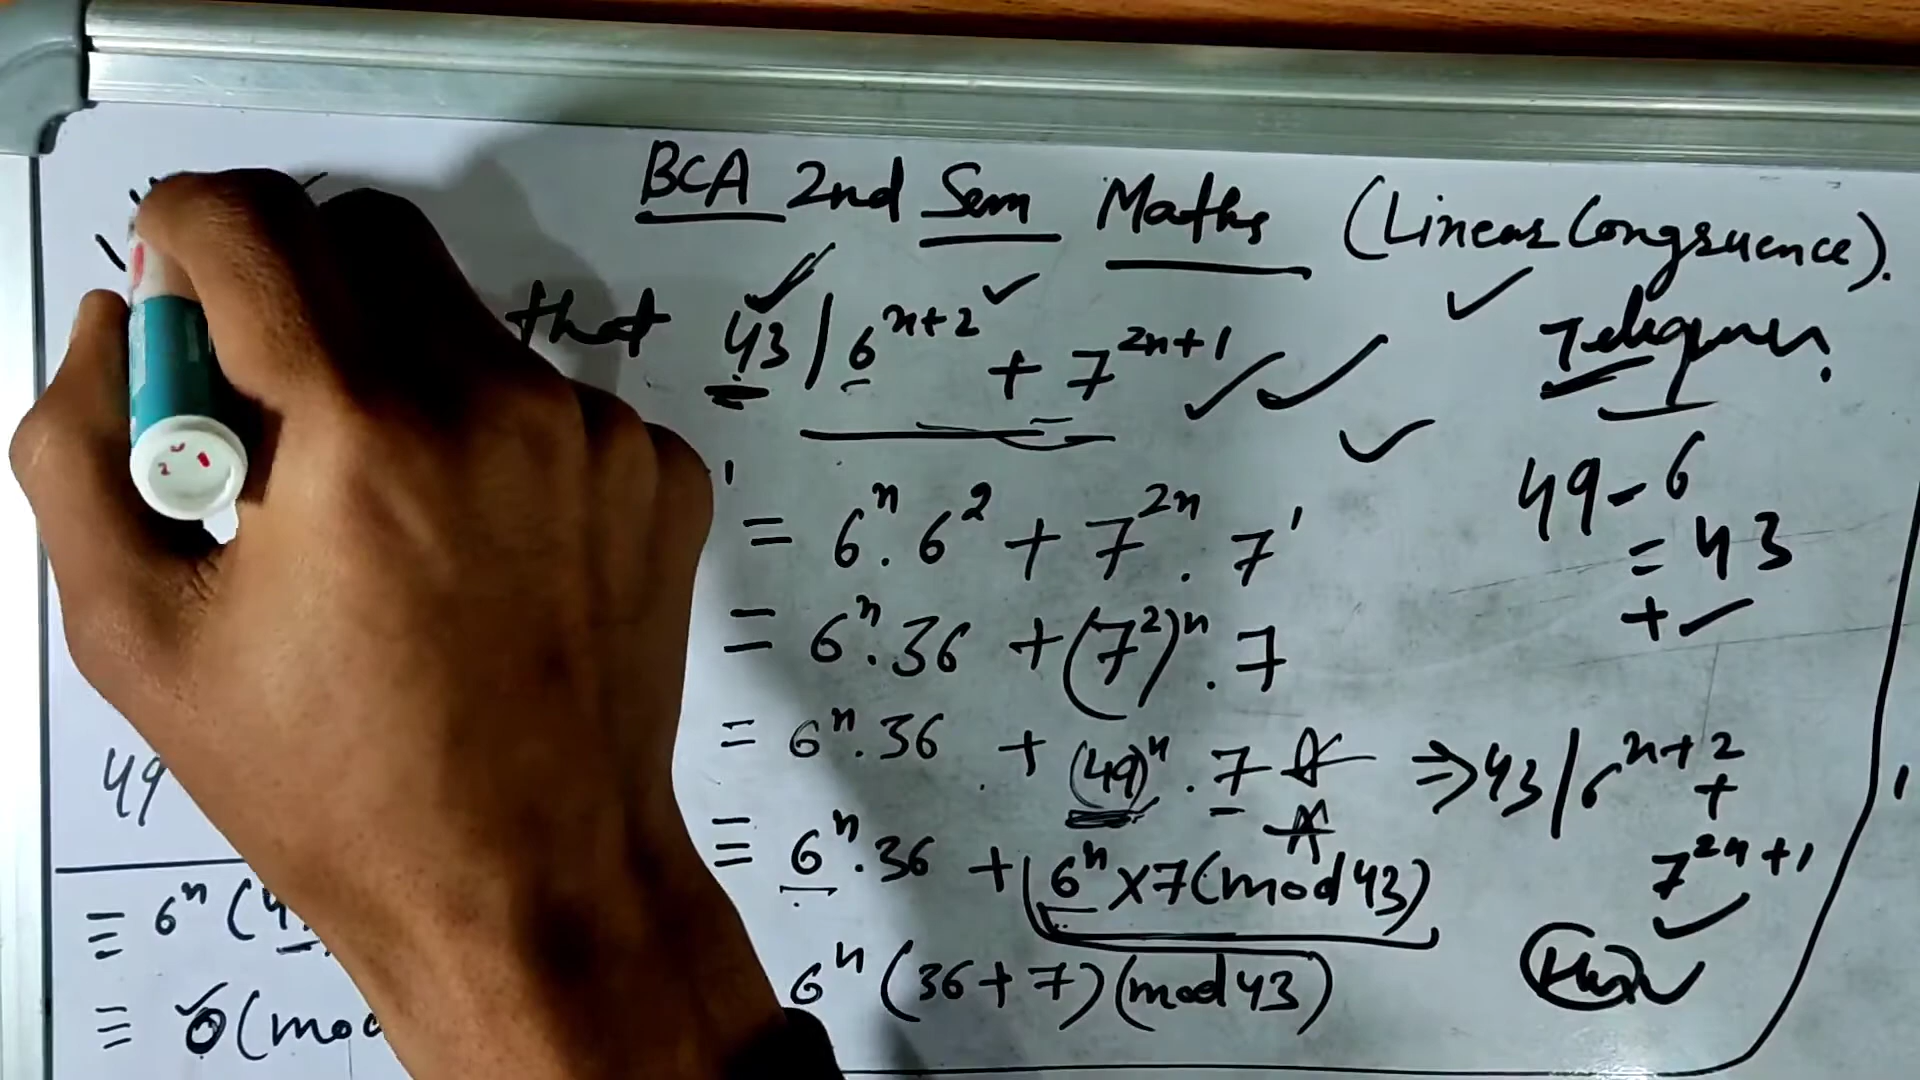 BCA 2nd Sem Maths (Linear Congruence).
that 43 | 6^{n+2} + 7^{2n+1}
Telegram
= 6^n . 6^2 + 7^{2n} . 7^1
49 - 6
= 43
= 6^n . 36 + (7^2)^n . 7
+
= 6^n . 36 + (49)^n . 7
⇒ 43 | 6^{n+2}
+
7^{2n+1}
≡ 6^n . 36 + 6^n × 7 (mod 43)
6^n (36 + 7) (mod 43)
49
≡ 6^n (4
≡ 0 (mod